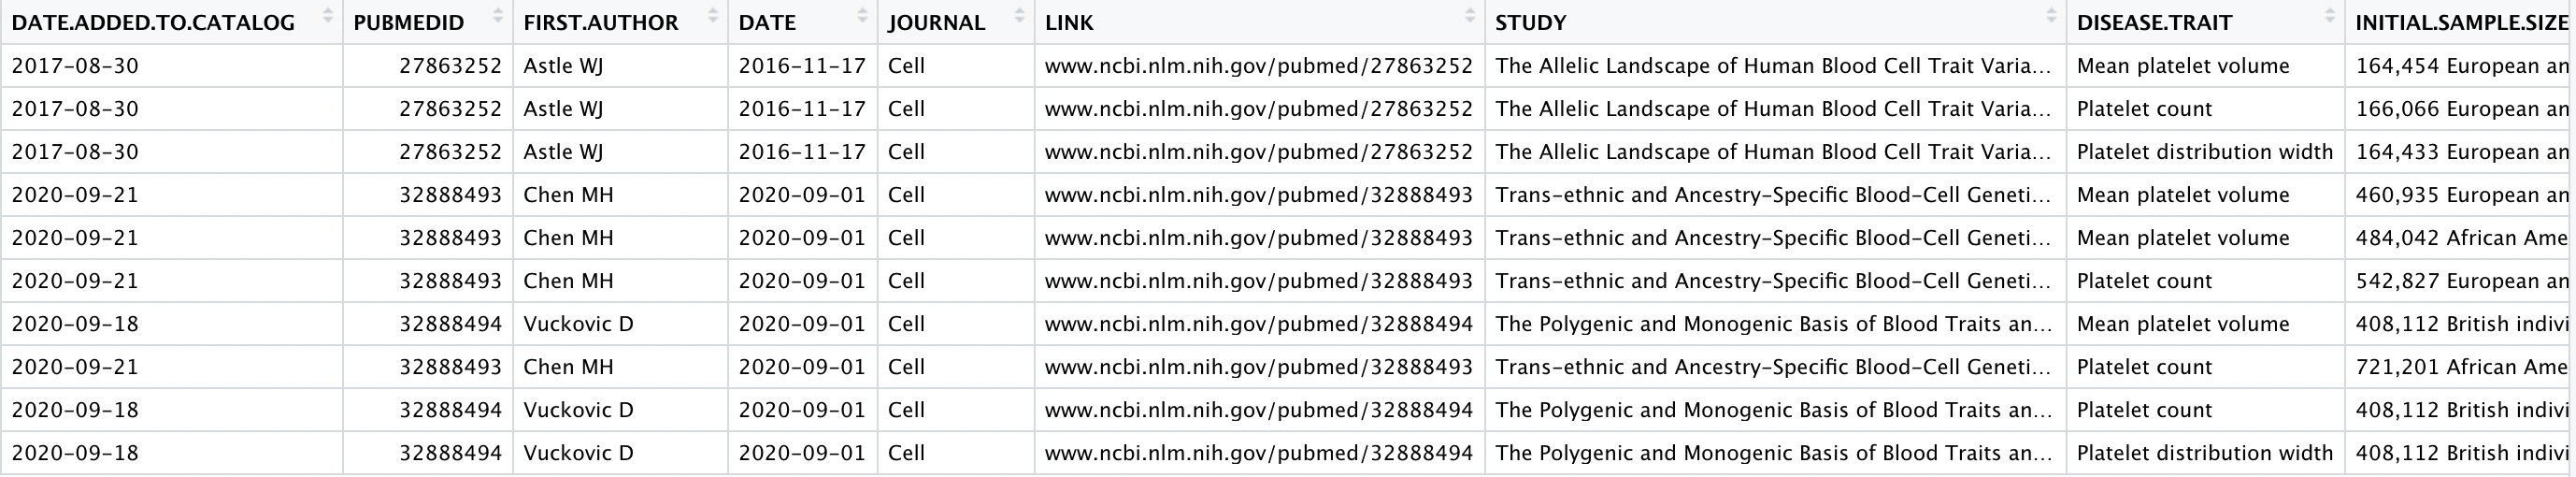 DATE.ADDED.TO.CATALOG PUBMEDID FIRST.AUTHOR DATE JOURNAL LINK STUDY DISEASE.TRAIT INITIAL.SAMPLE.SIZE
2017-08-30 27863252 Astle WJ 2016-11-17 Cell www.ncbi.nlm.nih.gov/pubmed/27863252 The Allelic Landscape of Human Blood Cell Trait Varia... Mean platelet volume 164,454 European an
2017-08-30 27863252 Astle WJ 2016-11-17 Cell www.ncbi.nlm.nih.gov/pubmed/27863252 The Allelic Landscape of Human Blood Cell Trait Varia... Platelet count 166,066 European an
2017-08-30 27863252 Astle WJ 2016-11-17 Cell www.ncbi.nlm.nih.gov/pubmed/27863252 The Allelic Landscape of Human Blood Cell Trait Varia... Platelet distribution width 164,433 European an
2020-09-21 32888493 Chen MH 2020-09-01 Cell www.ncbi.nlm.nih.gov/pubmed/32888493 Trans-ethnic and Ancestry-Specific Blood-Cell Geneti... Mean platelet volume 460,935 European an
2020-09-21 32888493 Chen MH 2020-09-01 Cell www.ncbi.nlm.nih.gov/pubmed/32888493 Trans-ethnic and Ancestry-Specific Blood-Cell Geneti... Mean platelet volume 484,042 African Ame
2020-09-21 32888493 Chen MH 2020-09-01 Cell www.ncbi.nlm.nih.gov/pubmed/32888493 Trans-ethnic and Ancestry-Specific Blood-Cell Geneti... Platelet count 542,827 European an
2020-09-18 32888494 Vuckovic D 2020-09-01 Cell www.ncbi.nlm.nih.gov/pubmed/32888494 The Polygenic and Monogenic Basis of Blood Traits an... Mean platelet volume 408,112 British indivi
2020-09-21 32888493 Chen MH 2020-09-01 Cell www.ncbi.nlm.nih.gov/pubmed/32888493 Trans-ethnic and Ancestry-Specific Blood-Cell Geneti... Platelet count 721,201 African Ame
2020-09-18 32888494 Vuckovic D 2020-09-01 Cell www.ncbi.nlm.nih.gov/pubmed/32888494 The Polygenic and Monogenic Basis of Blood Traits an... Platelet count 408,112 British indivi
2020-09-18 32888494 Vuckovic D 2020-09-01 Cell www.ncbi.nlm.nih.gov/pubmed/32888494 The Polygenic and Monogenic Basis of Blood Traits an... Platelet distribution width 408,112 British indivi